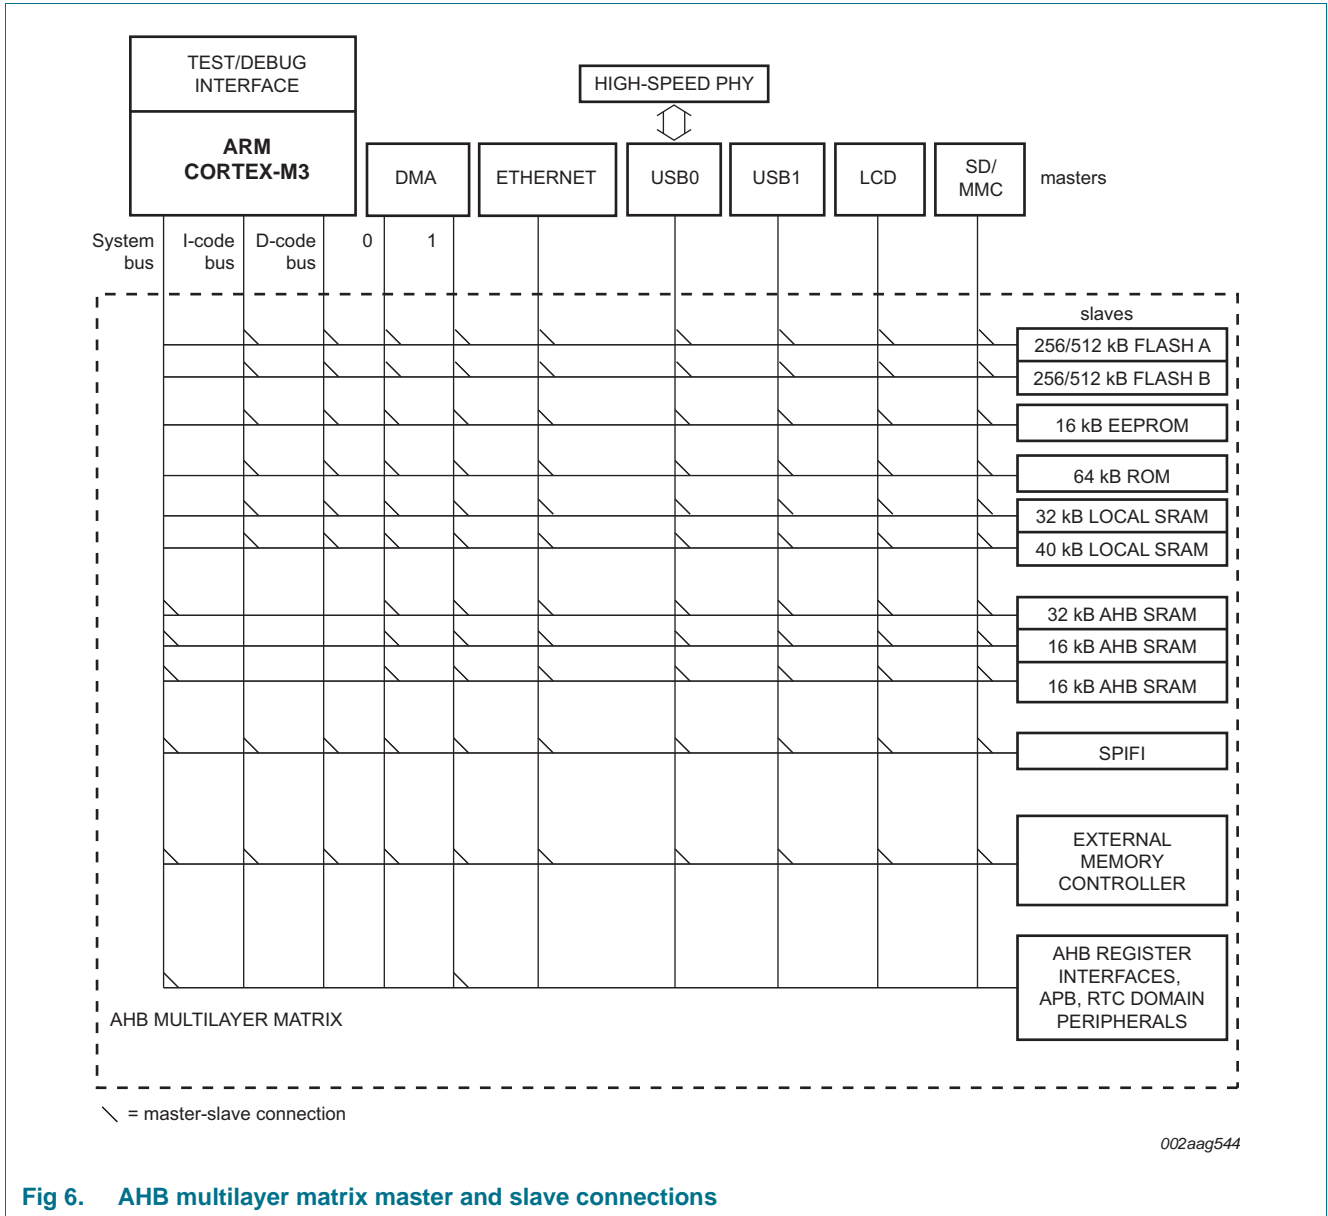 TEST/DEBUG
INTERFACE
HIGH-SPEED PHY
ARM
CORTEX-M3
DMA
ETHERNET
USB0
USB1
LCD
SD/
MMC
masters
System
bus
I-code
bus
D-code
bus
0
1
slaves
256/512 kB FLASH A
256/512 kB FLASH B
16 kB EEPROM
64 kB ROM
32 kB LOCAL SRAM
40 kB LOCAL SRAM
32 kB AHB SRAM
16 kB AHB SRAM
16 kB AHB SRAM
SPIFI
EXTERNAL
MEMORY
CONTROLLER
AHB REGISTER
INTERFACES,
APB, RTC DOMAIN
PERIPHERALS
AHB MULTILAYER MATRIX
= master-slave connection
002aag544
Fig 6. AHB multilayer matrix master and slave connections